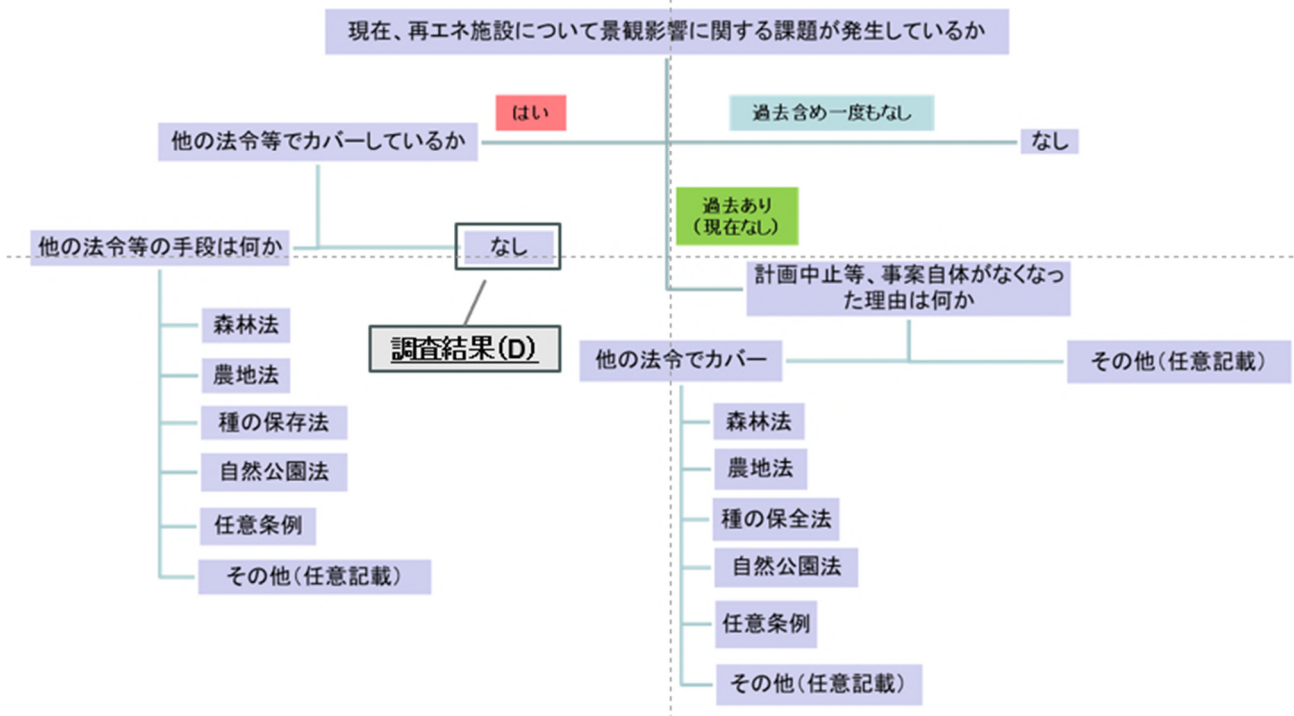 現在、再エネ施設について景観影響に関する課題が発生しているか
はい
過去含め一度もなし
他の法令等でカバーしているか
なし
過去あり
(現在なし)
他の法令等の手段は何か
なし
計画中止等、事案自体がなくなっ
た理由は何か
調査結果(D)
森林法
農地法
種の保存法
自然公園法
任意条例
その他(任意記載)
他の法令でカバー
その他(任意記載)
森林法
農地法
種の保全法
自然公園法
任意条例
その他(任意記載)